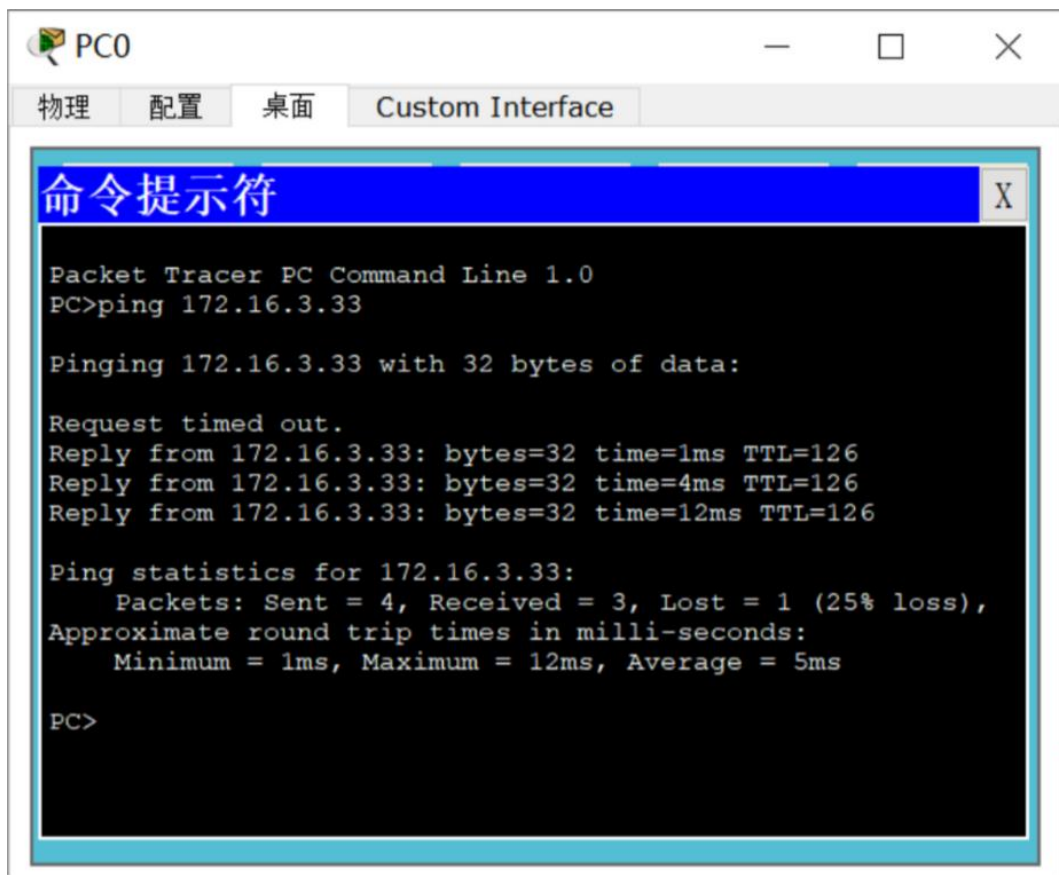 PC0
物理 配置 桌面 Custom Interface
命令提示符 X
Packet Tracer PC Command Line 1.0
PC>ping 172.16.3.33
Pinging 172.16.3.33 with 32 bytes of data:
Request timed out.
Reply from 172.16.3.33: bytes=32 time=1ms TTL=126
Reply from 172.16.3.33: bytes=32 time=4ms TTL=126
Reply from 172.16.3.33: bytes=32 time=12ms TTL=126
Ping statistics for 172.16.3.33:
Packets: Sent = 4, Received = 3, Lost = 1 (25% loss),
Approximate round trip times in milli-seconds:
Minimum = 1ms, Maximum = 12ms, Average = 5ms
PC>